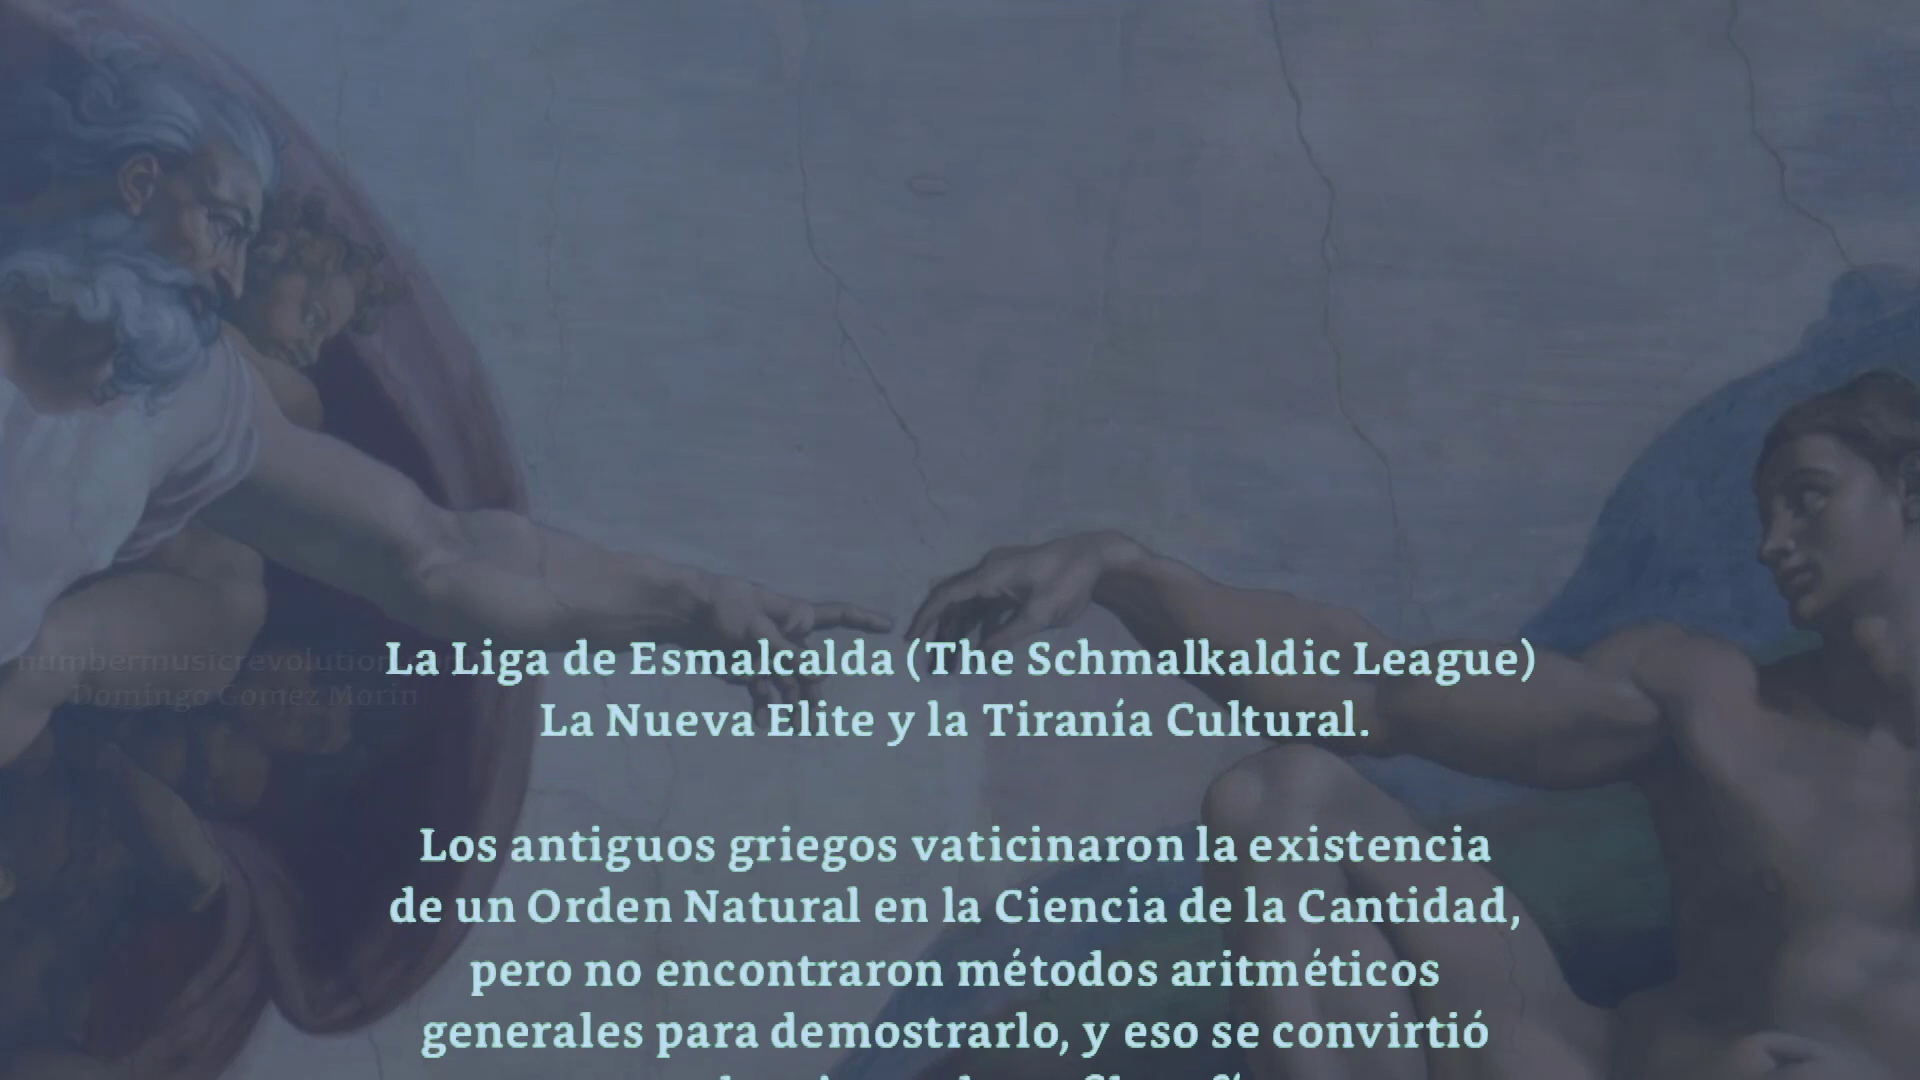 La Liga de Esmalcalda (The Schmalkaldic League)
La Nueva Elite y la Tiranía Cultural.
Los antiguos griegos vaticinaron la existencia
de un Orden Natural en la Ciencia de la Cantidad,
pero no encontraron métodos aritméticos
generales para demostrarlo, y eso se convirtió
numbermusicrevolution
Domingo Gomez Morin